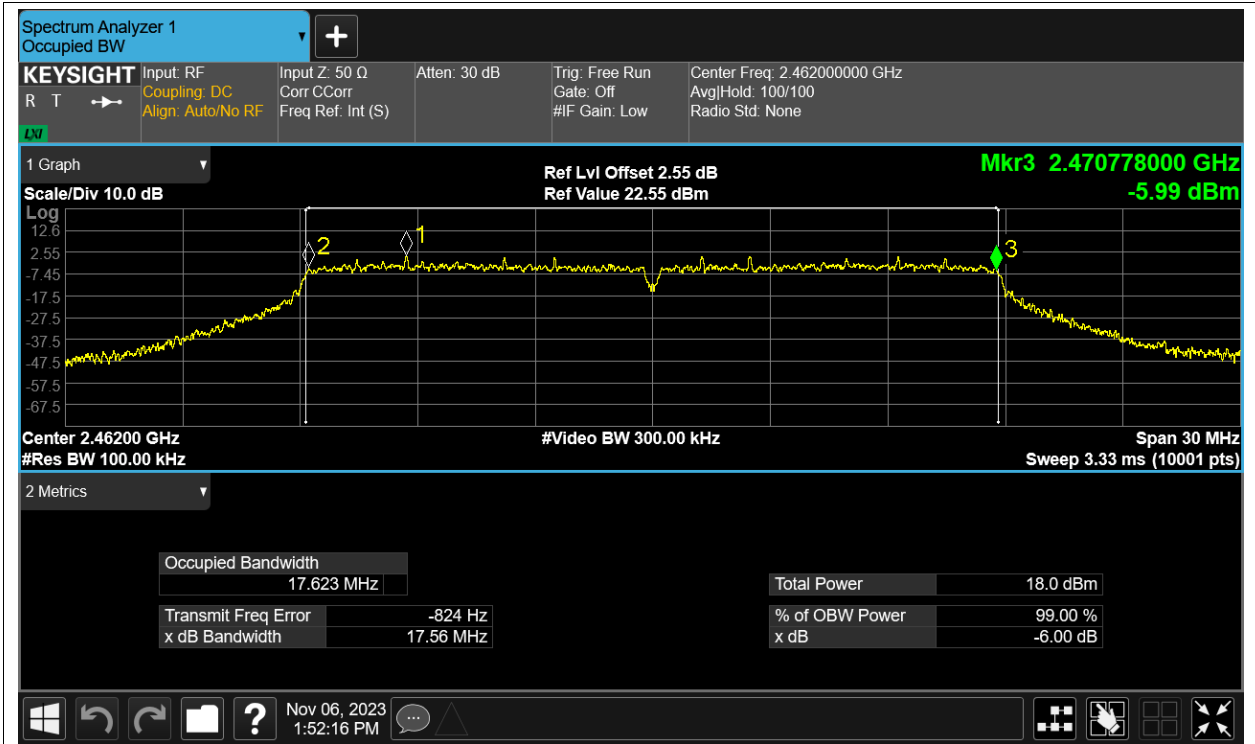 Spectrum Analyzer 1
Occupied BW
KEYSIGHT
R T
LXI
Input: RF
Coupling: DC
Align: Auto/No RF
Input Z: 50 Ω
Corr CCorr
Freq Ref: Int (S)
Atten: 30 dB
Trig: Free Run
Gate: Off
#IF Gain: Low
Center Freq: 2.462000000 GHz
Avg|Hold: 100/100
Radio Std: None
1 Graph
Scale/Div 10.0 dB
Ref Lvl Offset 2.55 dB
Ref Value 22.55 dBm
Mkr3 2.470778000 GHz
-5.99 dBm
Log
12.6
2.55
-7.45
-17.5
-27.5
-37.5
-47.5
-57.5
-67.5
2
1
3
Center 2.46200 GHz
#Res BW 100.00 kHz
#Video BW 300.00 kHz
Span 30 MHz
Sweep 3.33 ms (10001 pts)
2 Metrics
Occupied Bandwidth
17.623 MHz
Transmit Freq Error -824 Hz
x dB Bandwidth 17.56 MHz
Total Power 18.0 dBm
% of OBW Power 99.00 %
x dB -6.00 dB
?
Nov 06, 2023
1:52:16 PM